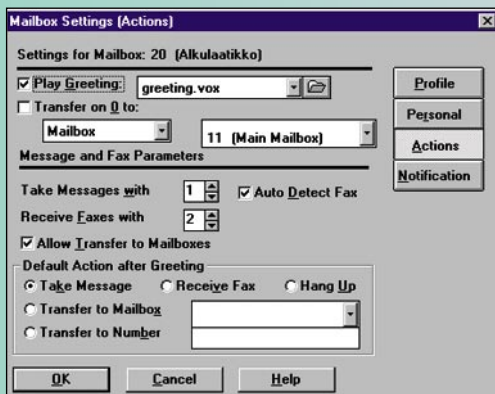 Mailbox Settings (Actions)
Settings for Mailbox: 20 (Alkulaatikko)
Play Greeting: greeting.vox
Transfer on 0 to:
Mailbox 11 (Main Mailbox)
Message and Fax Parameters
Take Messages with 1 Auto Detect Fax
Receive Faxes with 2
Allow Transfer to Mailboxes
Default Action after Greeting
Take Message Receive Fax Hang Up
Transfer to Mailbox
Transfer to Number
OK Cancel Help
Profile
Personal
Actions
Notification